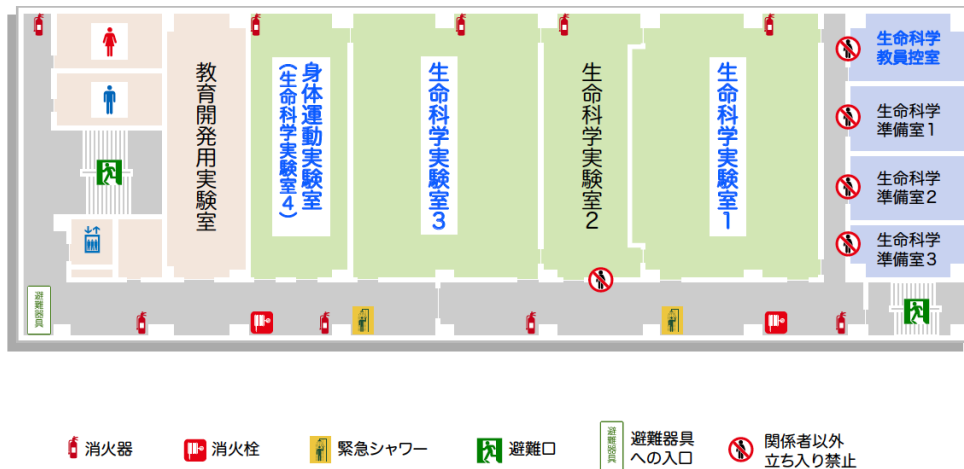 教育開発用実験室
身体運動実験室
（生命科学実験室４）
生命科学実験室3
生命科学実験室2
生命科学実験室1
生命科学
教員控室
生命科学
準備室1
生命科学
準備室2
生命科学
準備室3
避難器具
消火器
消火栓
緊急シャワー
避難口
避難器具
避難器具
への入口
関係者以外
立ち入り禁止